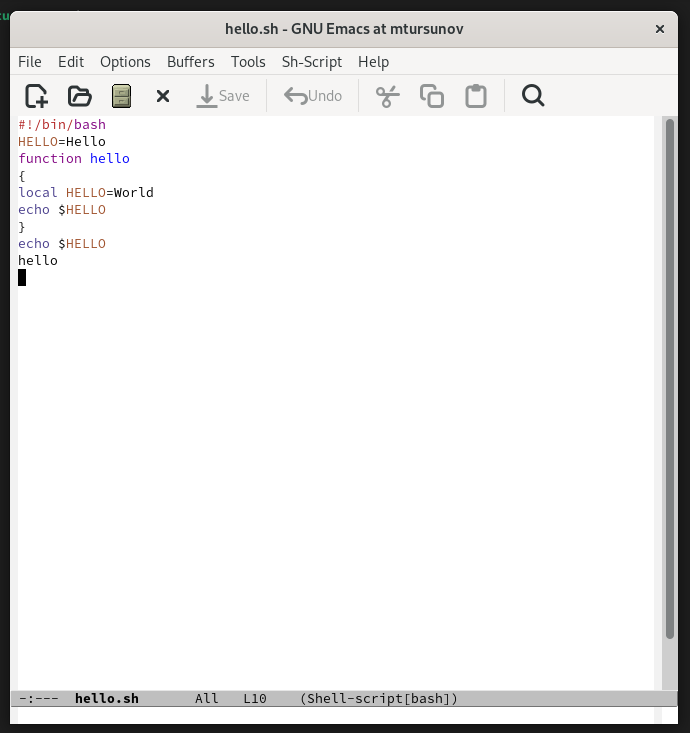 hello.sh - GNU Emacs at mtursunov
File Edit Options Buffers Tools Sh-Script Help
Save Undo
#!/bin/bash
HELLO=Hello
function hello
{
local HELLO=World
echo $HELLO
}
echo $HELLO
hello
-:--- hello.sh All L10 (Shell-script[bash])